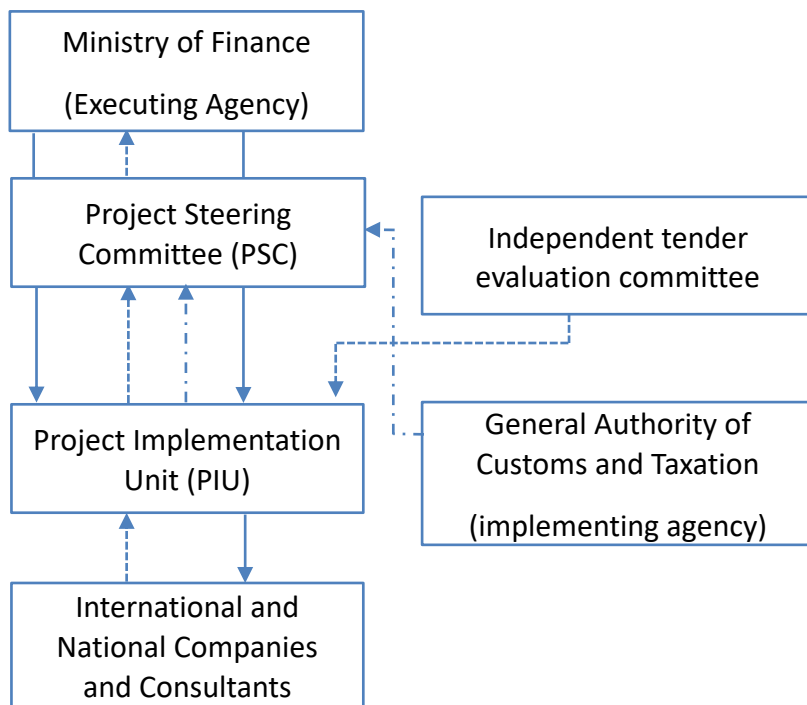 Ministry of Finance
(Executing Agency)
Project Steering
Committee (PSC)
Independent tender
evaluation committee
Project Implementation
Unit (PIU)
General Authority of
Customs and Taxation
(implementing agency)
International and
National Companies
and Consultants